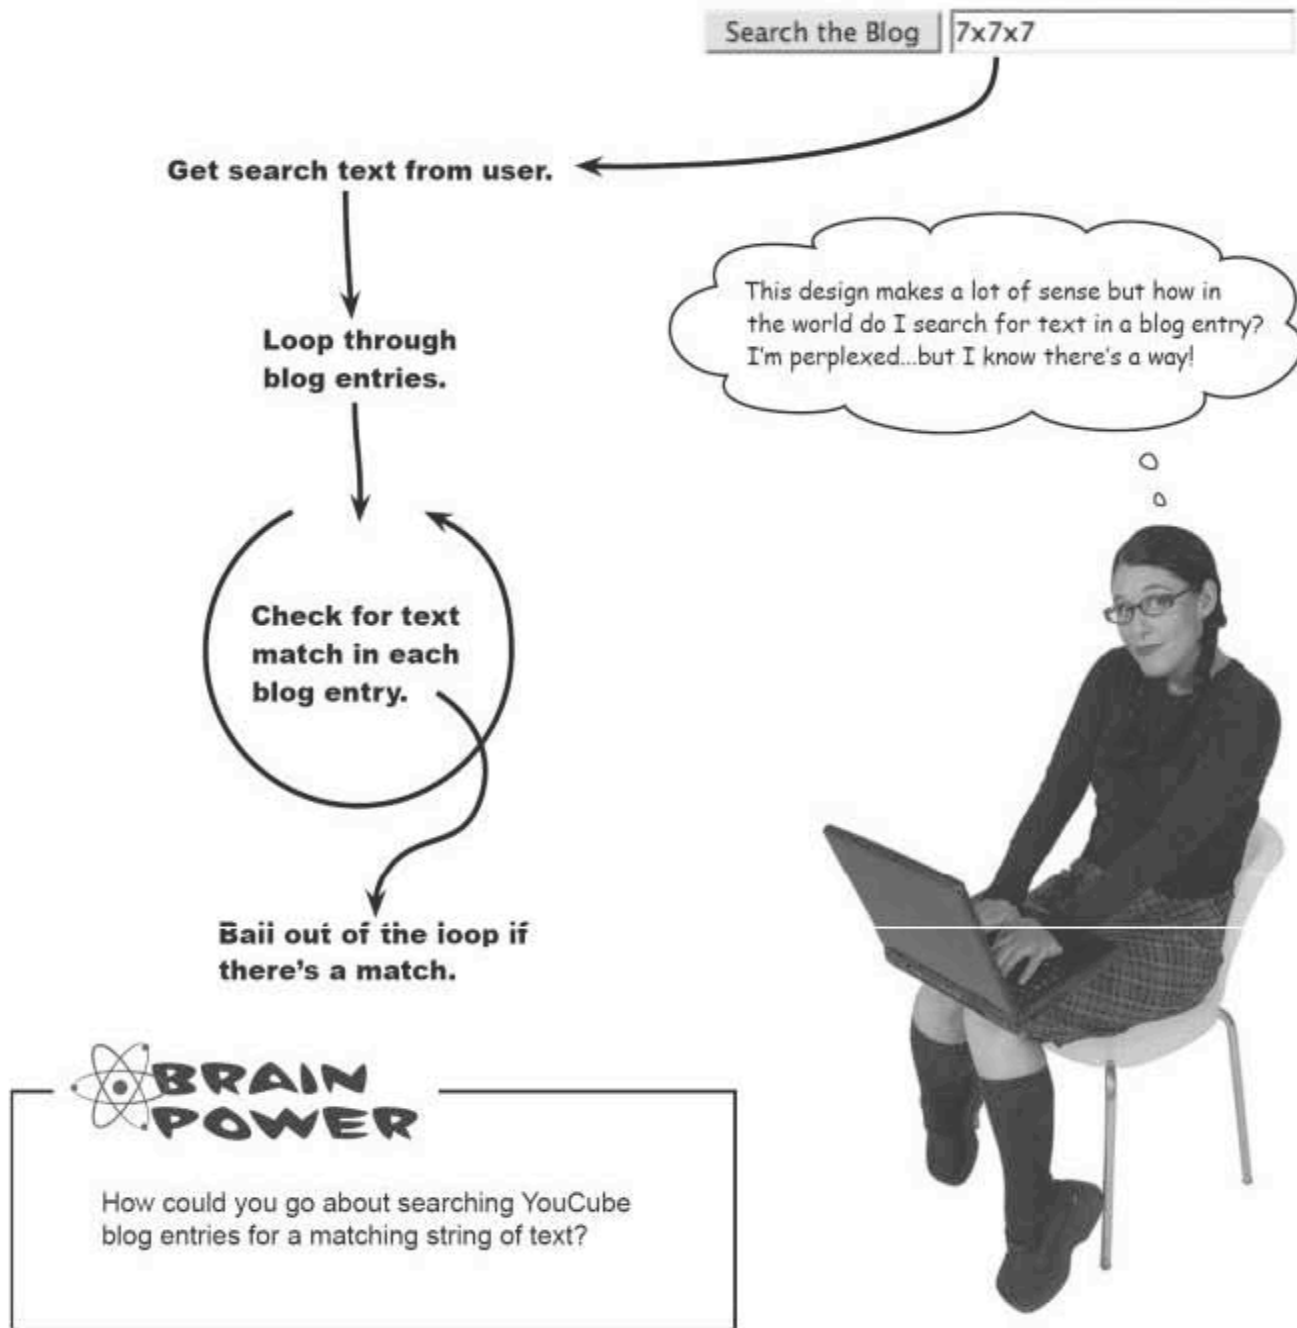 Search the Blog 7x7x7
Get search text from user.
This design makes a lot of sense but how in
the world do I search for text in a blog entry?
I'm perplexed...but I know there's a way!
Loop through
blog entries.
Check for text
match in each
blog entry.
Bail out of the loop if
there's a match.
BRAIN
POWER
How could you go about searching YouCube
blog entries for a matching string of text?